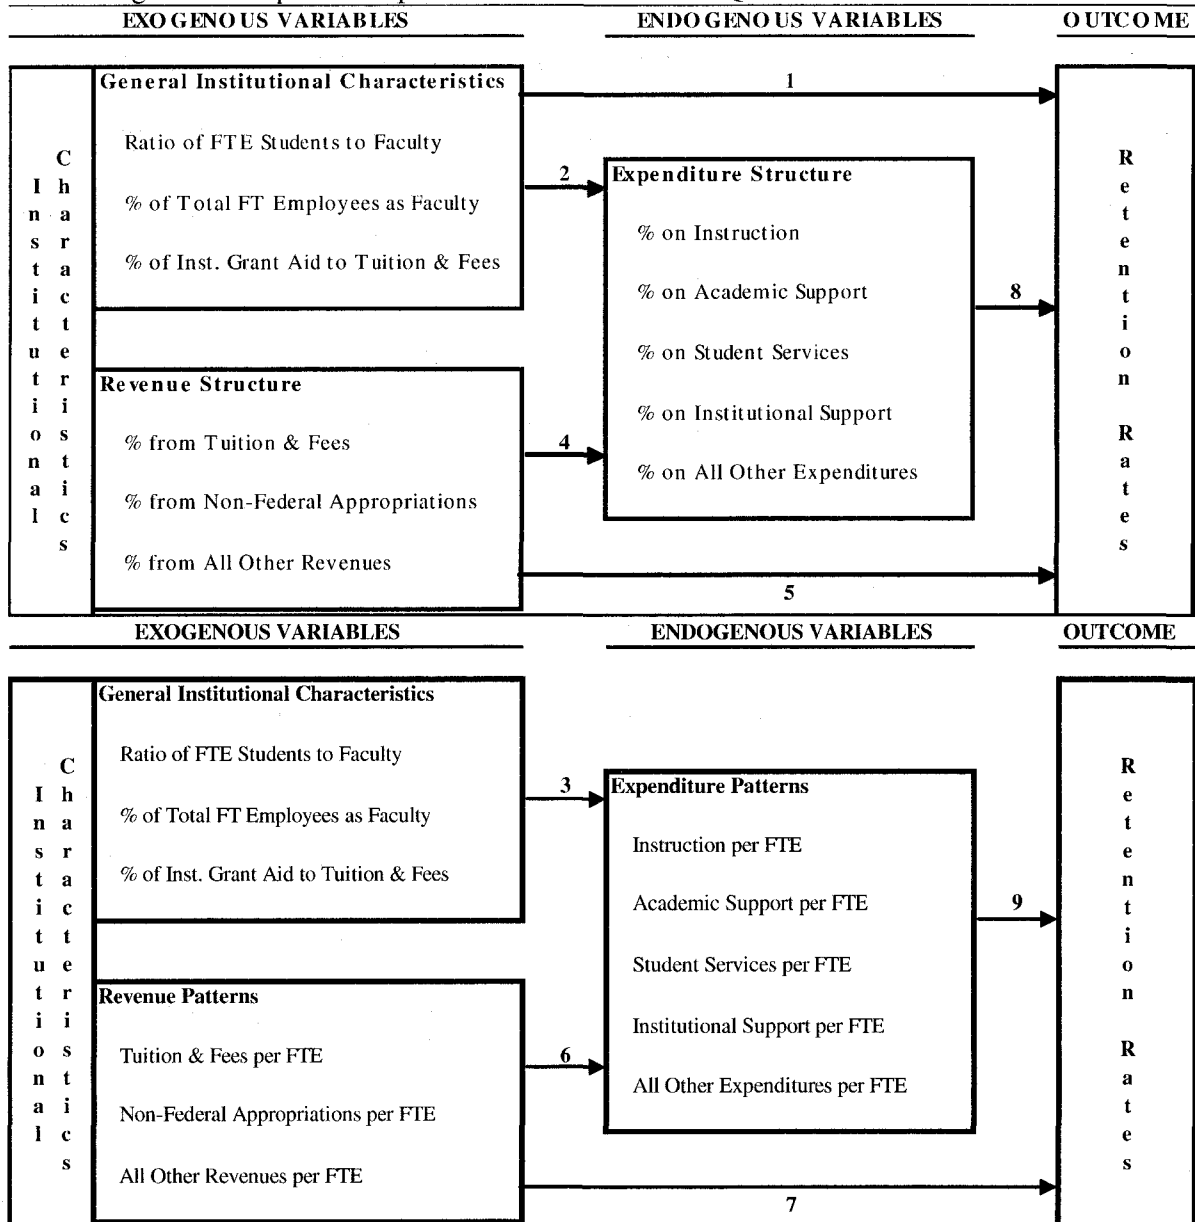 EXOGENOUS VARIABLES
ENDOGENOUS VARIABLES
OUTCOME
Institutional
Characteristics
General Institutional Characteristics
Ratio of FTE Students to Faculty
% of Total FT Employees as Faculty
% of Inst. Grant Aid to Tuition & Fees
1
2
Expenditure Structure
% on Instruction
% on Academic Support
% on Student Services
% on Institutional Support
% on All Other Expenditures
8
Revenue Structure
% from Tuition & Fees
% from Non-Federal Appropriations
% from All Other Revenues
4
5
Retention Rates
EXOGENOUS VARIABLES
ENDOGENOUS VARIABLES
OUTCOME
Institutional
Characteristics
General Institutional Characteristics
Ratio of FTE Students to Faculty
% of Total FT Employees as Faculty
% of Inst. Grant Aid to Tuition & Fees
3
Expenditure Patterns
Instruction per FTE
Academic Support per FTE
Student Services per FTE
Institutional Support per FTE
All Other Expenditures per FTE
9
Revenue Patterns
Tuition & Fees per FTE
Non-Federal Appropriations per FTE
All Other Revenues per FTE
6
7
Retention Rates